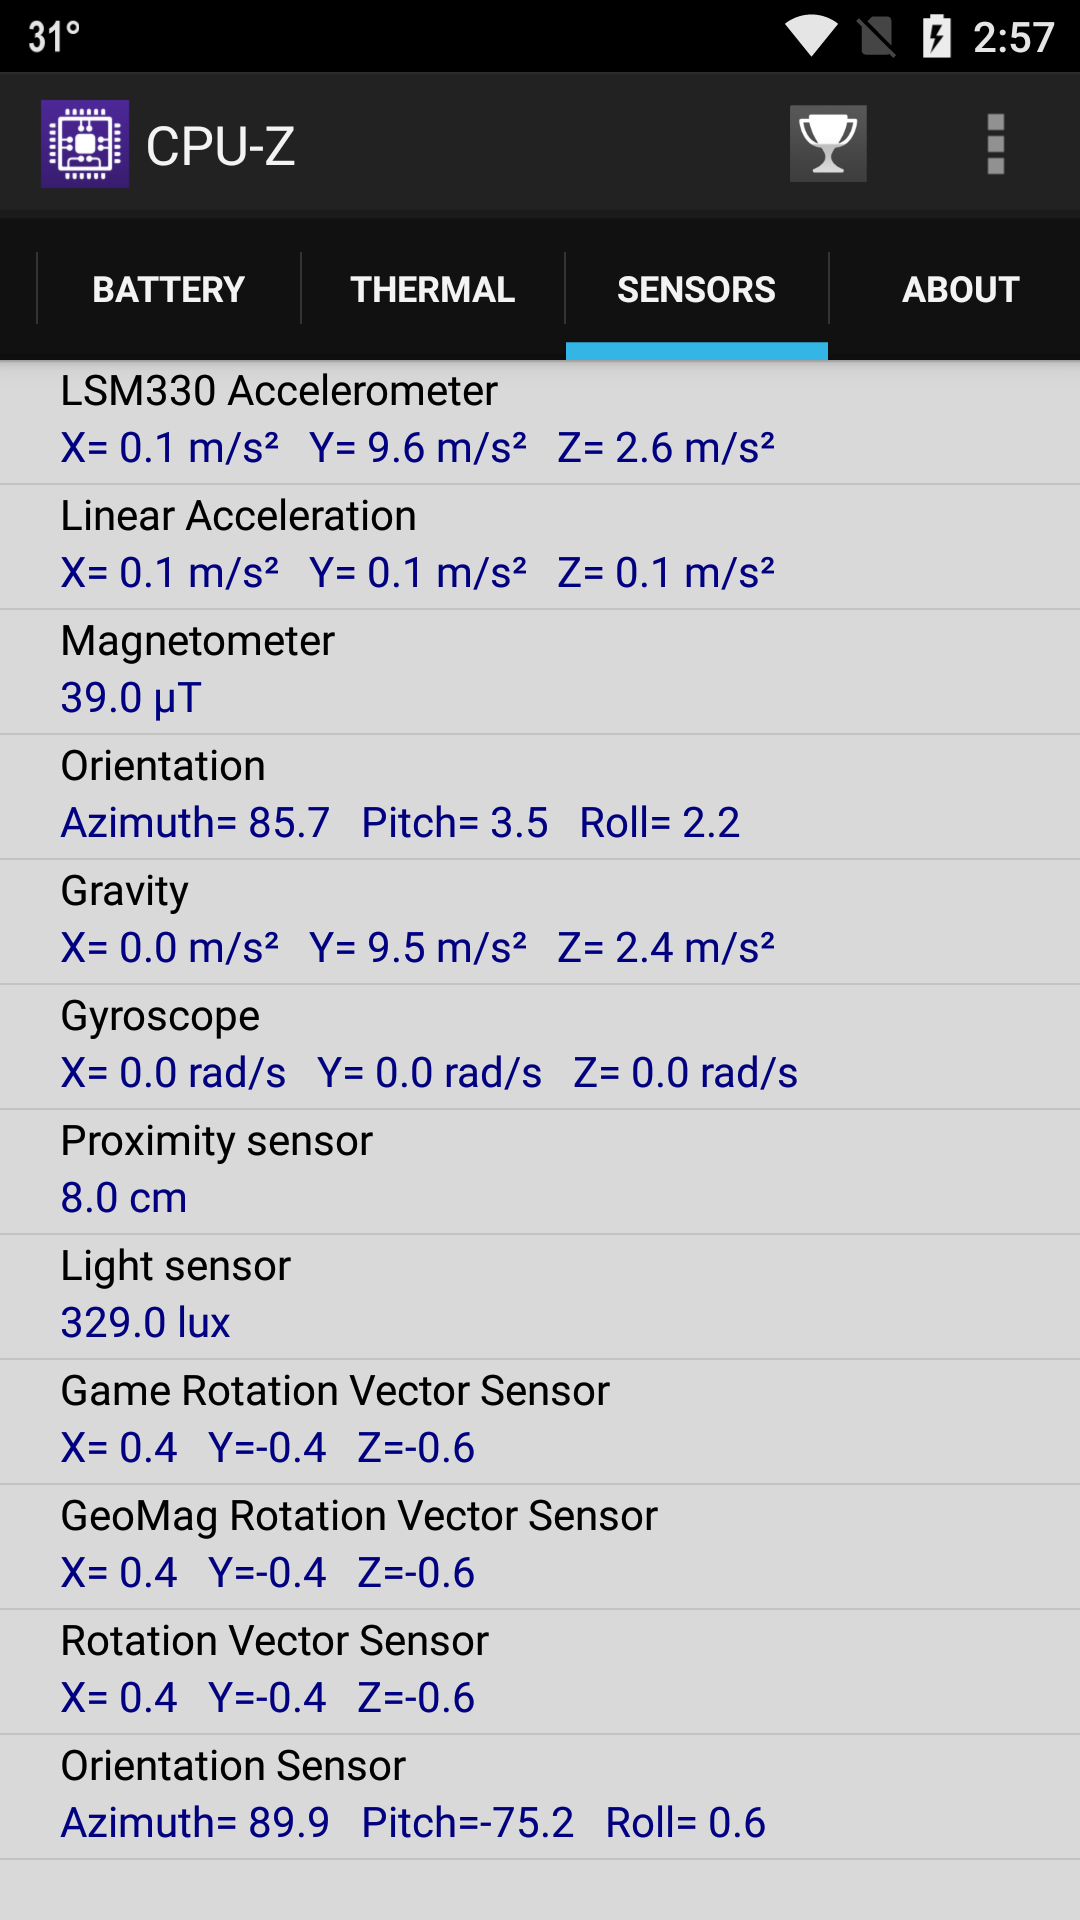 31°
2:57
CPU-Z
BATTERY THERMAL SENSORS ABOUT
LSM330 Accelerometer
X= 0.1 m/s² Y= 9.6 m/s² Z= 2.6 m/s²
Linear Acceleration
X= 0.1 m/s² Y= 0.1 m/s² Z= 0.1 m/s²
Magnetometer
39.0 µT
Orientation
Azimuth= 85.7 Pitch= 3.5 Roll= 2.2
Gravity
X= 0.0 m/s² Y= 9.5 m/s² Z= 2.4 m/s²
Gyroscope
X= 0.0 rad/s Y= 0.0 rad/s Z= 0.0 rad/s
Proximity sensor
8.0 cm
Light sensor
329.0 lux
Game Rotation Vector Sensor
X= 0.4 Y=-0.4 Z=-0.6
GeoMag Rotation Vector Sensor
X= 0.4 Y=-0.4 Z=-0.6
Rotation Vector Sensor
X= 0.4 Y=-0.4 Z=-0.6
Orientation Sensor
Azimuth= 89.9 Pitch=-75.2 Roll= 0.6